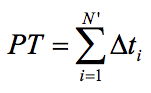 PT = \sum_{i=1}^{N'} \Delta t_i